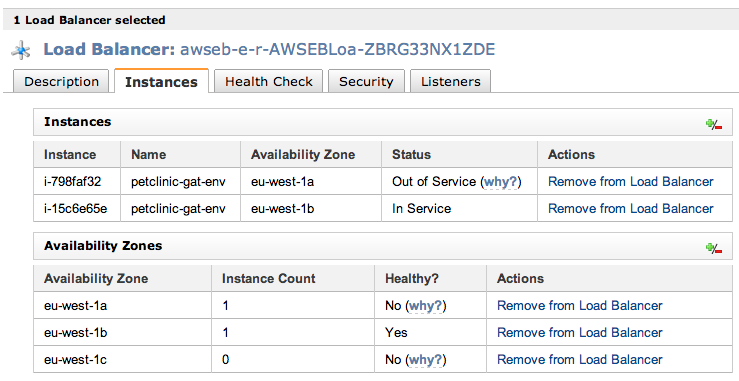 1 Load Balancer selected
Load Balancer: awseb-e-r-AWSEBLoa-ZBRG33NX1ZDE
Description Instances Health Check Security Listeners
Instances
Instance Name Availability Zone Status Actions
i-798faf32 petclinic-gat-env eu-west-1a Out of Service (why?) Remove from Load Balancer
i-15c6e65e petclinic-gat-env eu-west-1b In Service Remove from Load Balancer
Availability Zones
Availability Zone Instance Count Healthy? Actions
eu-west-1a 1 No (why?) Remove from Load Balancer
eu-west-1b 1 Yes Remove from Load Balancer
eu-west-1c 0 No (why?) Remove from Load Balancer